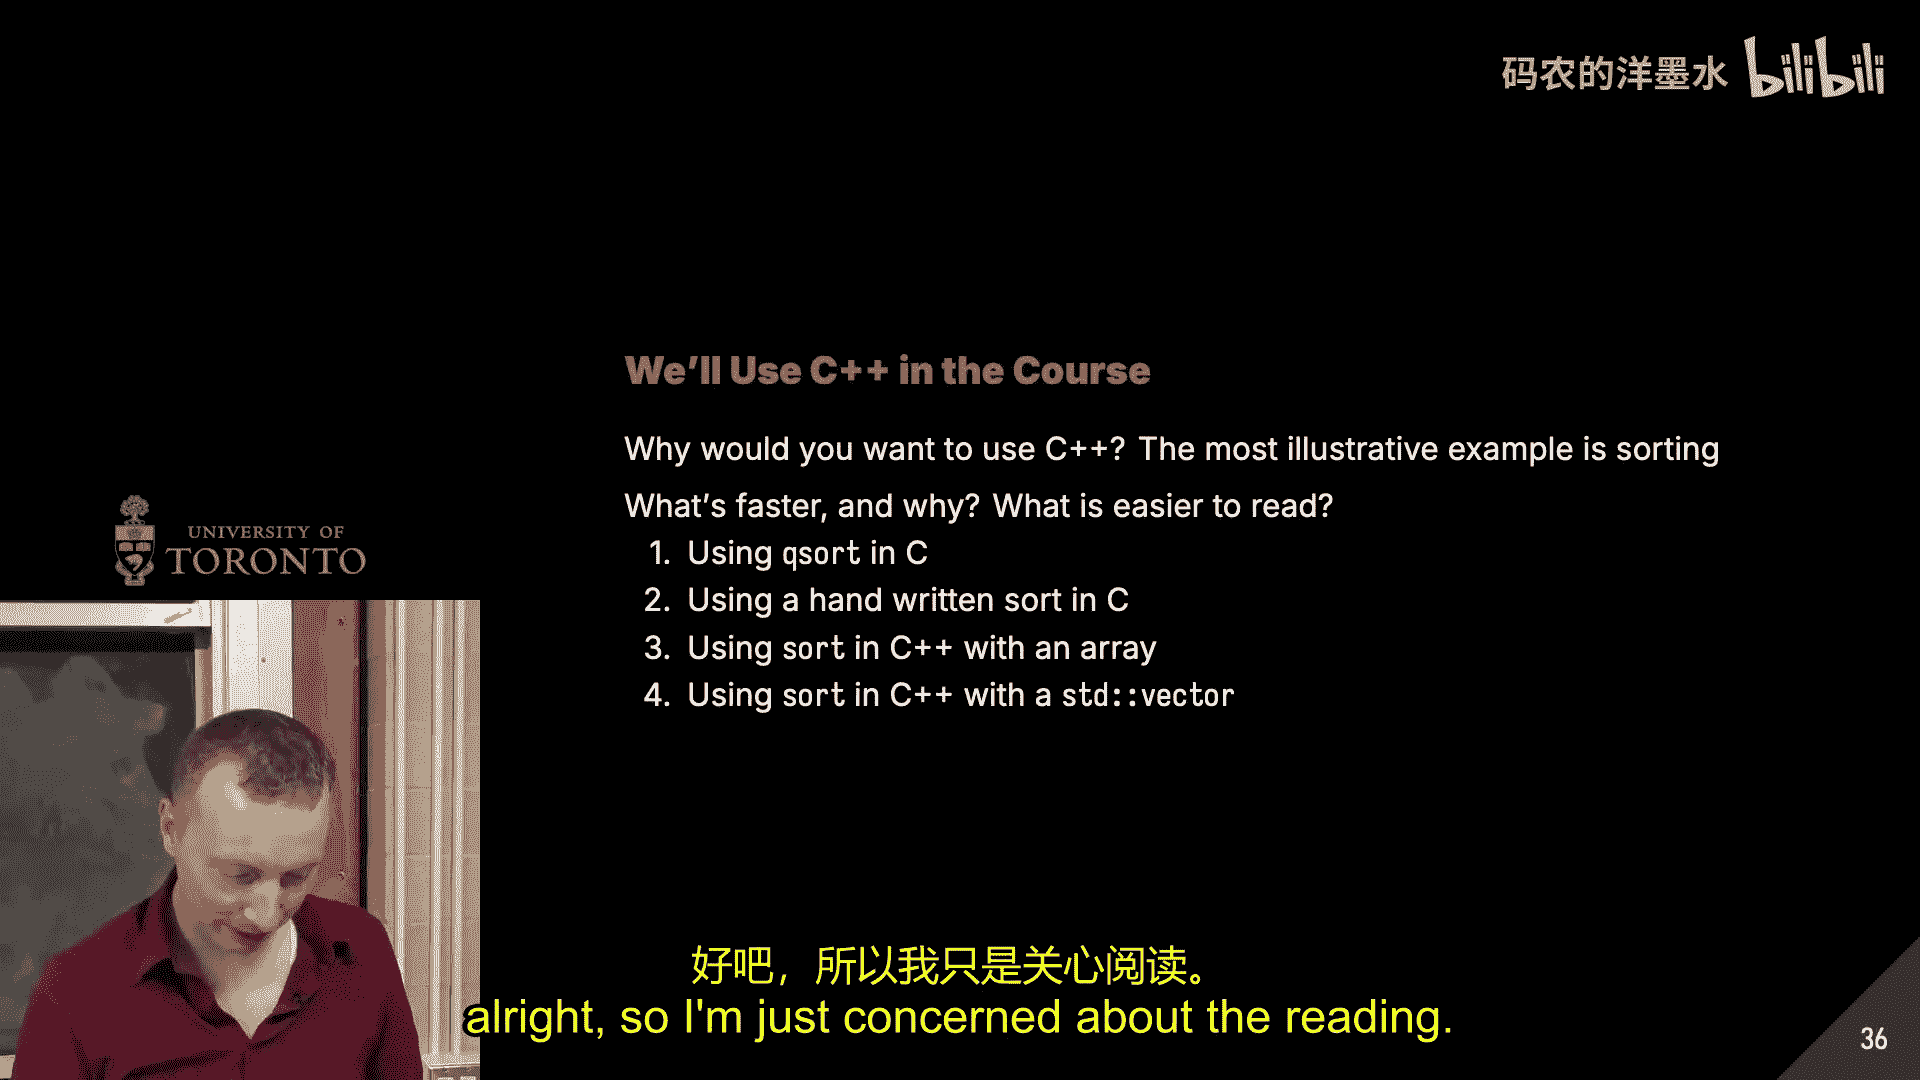 码农的洋墨水 bilibili
We’ll Use C++ in the Course
Why would you want to use C++? The most illustrative example is sorting
What’s faster, and why? What is easier to read?
1. Using qsort in C
2. Using a hand written sort in C
3. Using sort in C++ with an array
4. Using sort in C++ with a std::vector
UNIVERSITY OF
TORONTO
好吧，所以我只是关心阅读。
alright, so I'm just concerned about the reading.
36